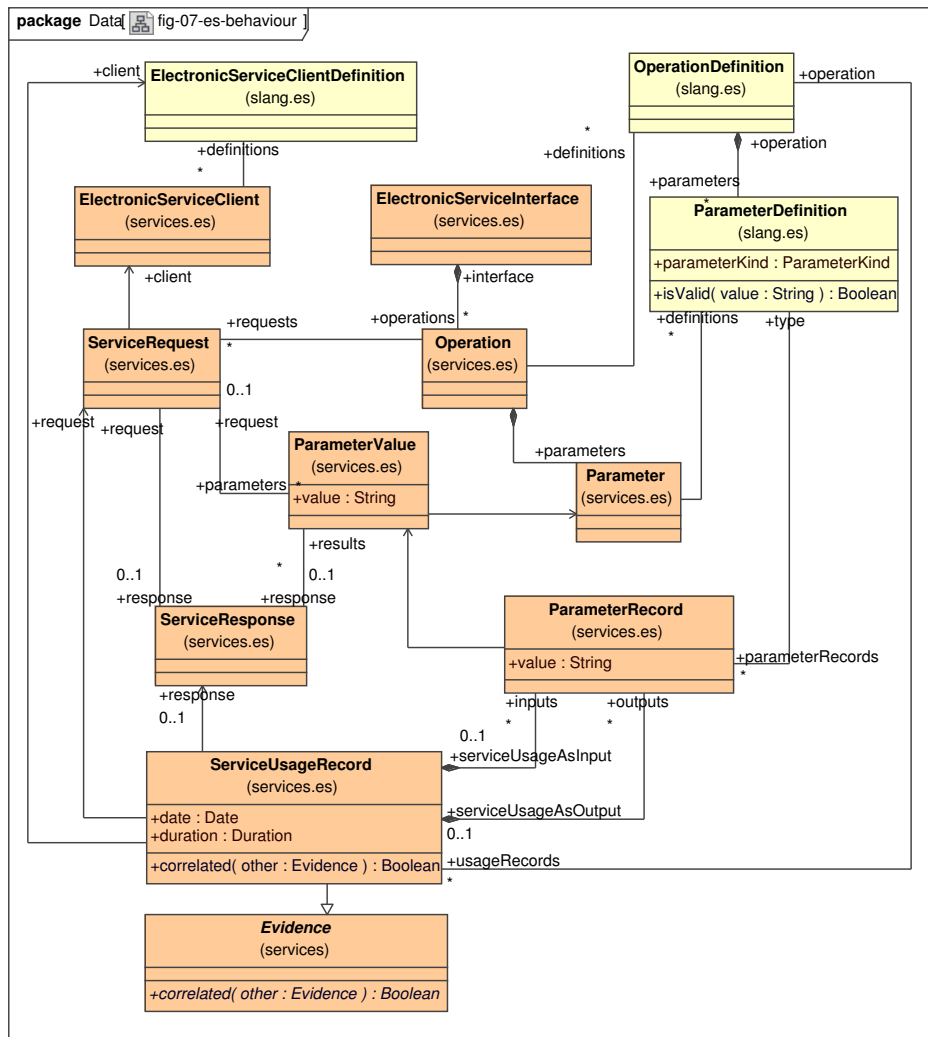 package Data[ fig-07-es-behaviour ]
+client
ElectronicServiceClientDefinition
(slang.es)
OperationDefinition
(slang.es)
+operation
+definitions
*
*
+definitions
+operation
+parameters
*
ElectronicServiceClient
(services.es)
ElectronicServiceInterface
(services.es)
ParameterDefinition
(slang.es)
+parameterKind : ParameterKind
+isValid( value : String ) : Boolean
+client
+interface
+definitions
*
+type
+requests
*
+operations
*
ServiceRequest
(services.es)
Operation
(services.es)
0..1
+request
+request
+request
ParameterValue
(services.es)
+value : String
+parameters
*
+parameters
Parameter
(services.es)
+results
*
0..1
0..1
+response
+response
ServiceResponse
(services.es)
ParameterRecord
(services.es)
+value : String
+parameterRecords
*
+response
0..1
+inputs
*
+outputs
*
0..1
+serviceUsageAsInput
ServiceUsageRecord
(services.es)
+date : Date
+duration : Duration
+correlated( other : Evidence ) : Boolean
+serviceUsageAsOutput
0..1
+usageRecords
*
Evidence
(services)
+correlated( other : Evidence ) : Boolean